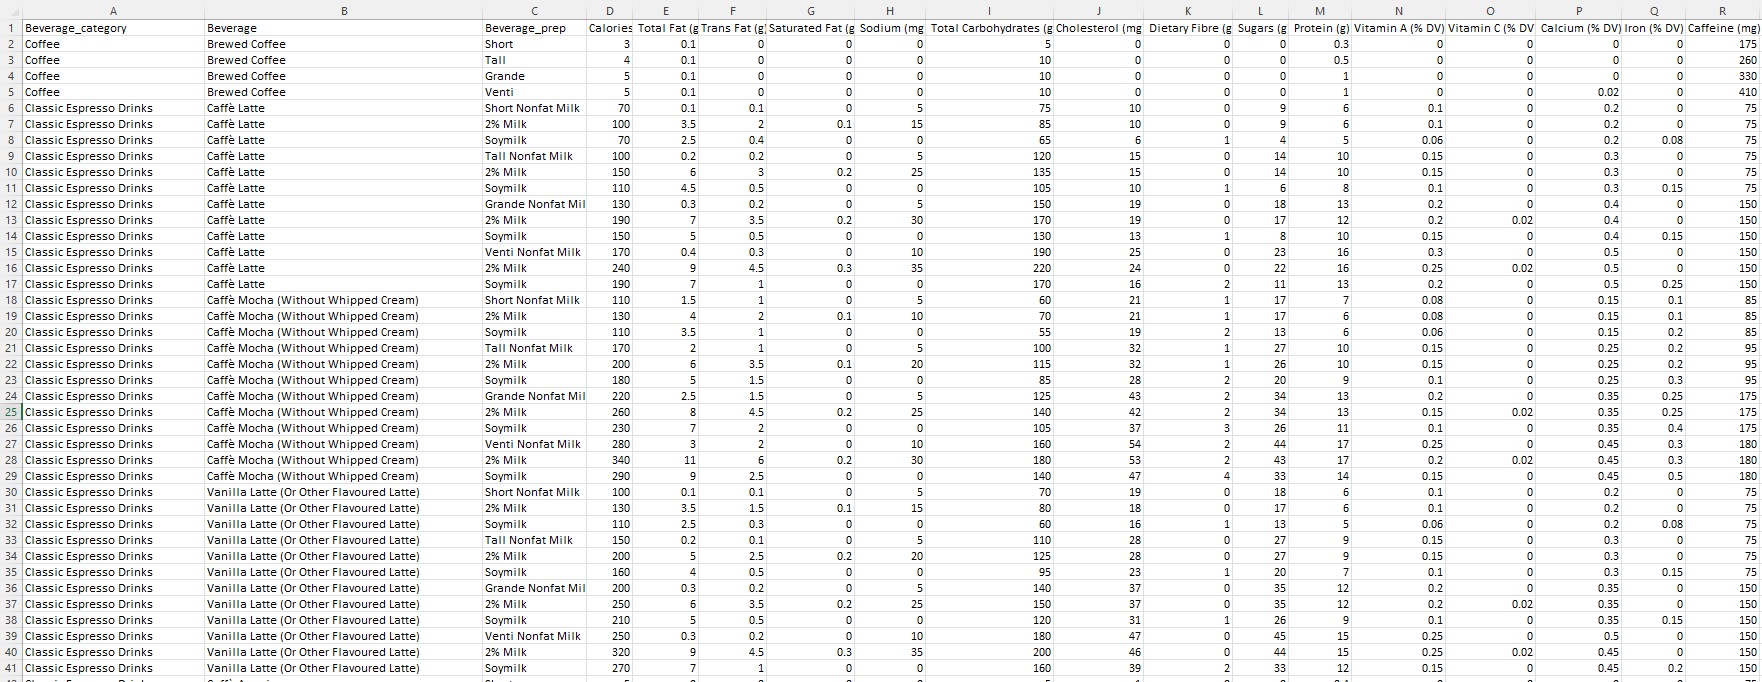 A B C D E F G H I J K L M N O P Q R
1 Beverage_category Beverage Beverage_prep Calories Total Fat (g Trans Fat (g) Saturated Fat (g Sodium (mg Total Carbohydrates (g Cholesterol (mg Dietary Fibre (g Sugars (g Protein (g) Vitamin A (% DV) Vitamin C (% DV Calcium (% DV) Iron (% DV) Caffeine (mg)
2 Coffee Brewed Coffee Short 3 0.1 0 0 0 5 0 0 0 0.3 0 0 0 0 175
3 Coffee Brewed Coffee Tall 4 0.1 0 0 0 10 0 0 0 0.5 0 0 0 0 260
4 Coffee Brewed Coffee Grande 5 0.1 0 0 0 10 0 0 0 1 0 0 0 0 330
5 Coffee Brewed Coffee Venti 5 0.1 0 0 0 10 0 0 0 1 0 0 0.02 0 410
6 Classic Espresso Drinks Caffè Latte Short Nonfat Milk 70 0.1 0.1 0 5 75 10 0 9 6 0.1 0 0.2 0 75
7 Classic Espresso Drinks Caffè Latte 2% Milk 100 3.5 2 0.1 15 85 10 0 9 6 0.1 0 0.2 0 75
8 Classic Espresso Drinks Caffè Latte Soymilk 70 2.5 0.4 0 0 65 6 1 4 5 0.06 0 0.2 0.08 75
9 Classic Espresso Drinks Caffè Latte Tall Nonfat Milk 100 0.2 0.2 0 5 120 15 0 14 10 0.15 0 0.3 0 75
10 Classic Espresso Drinks Caffè Latte 2% Milk 150 6 3 0.2 25 135 15 0 14 10 0.15 0 0.3 0 75
11 Classic Espresso Drinks Caffè Latte Soymilk 110 4.5 0.5 0 0 105 10 1 6 8 0.1 0 0.3 0.15 75
12 Classic Espresso Drinks Caffè Latte Grande Nonfat Mil 130 0.3 0.2 0 5 150 19 0 18 13 0.2 0 0.4 0 150
13 Classic Espresso Drinks Caffè Latte 2% Milk 190 7 3.5 0.2 30 170 19 0 17 12 0.2 0.02 0.4 0 150
14 Classic Espresso Drinks Caffè Latte Soymilk 150 5 0.5 0 0 130 13 1 8 10 0.15 0 0.4 0.15 150
15 Classic Espresso Drinks Caffè Latte Venti Nonfat Milk 170 0.4 0.3 0 10 190 25 0 23 16 0.3 0 0.5 0 150
16 Classic Espresso Drinks Caffè Latte 2% Milk 240 9 4.5 0.3 35 220 24 0 22 16 0.25 0.02 0.5 0 150
17 Classic Espresso Drinks Caffè Latte Soymilk 190 7 1 0 0 170 16 2 11 13 0.2 0 0.5 0.25 150
18 Classic Espresso Drinks Caffè Mocha (Without Whipped Cream) Short Nonfat Milk 110 1.5 1 0 5 60 21 1 17 7 0.08 0 0.15 0.1 85
19 Classic Espresso Drinks Caffè Mocha (Without Whipped Cream) 2% Milk 130 4 2 0.1 10 70 21 1 17 6 0.08 0 0.15 0.1 85
20 Classic Espresso Drinks Caffè Mocha (Without Whipped Cream) Soymilk 110 3.5 1 0 0 55 19 2 13 6 0.06 0 0.15 0.2 85
21 Classic Espresso Drinks Caffè Mocha (Without Whipped Cream) Tall Nonfat Milk 170 2 1 0 5 100 32 1 27 10 0.15 0 0.25 0.2 95
22 Classic Espresso Drinks Caffè Mocha (Without Whipped Cream) 2% Milk 200 6 3.5 0.1 20 115 32 1 26 10 0.15 0 0.25 0.2 95
23 Classic Espresso Drinks Caffè Mocha (Without Whipped Cream) Soymilk 180 5 1.5 0 0 85 28 2 20 9 0.1 0 0.25 0.3 95
24 Classic Espresso Drinks Caffè Mocha (Without Whipped Cream) Grande Nonfat Mil 220 2.5 1.5 0 5 125 43 2 34 13 0.2 0 0.35 0.25 175
25 Classic Espresso Drinks Caffè Mocha (Without Whipped Cream) 2% Milk 260 8 4.5 0.2 25 140 42 2 34 13 0.15 0.02 0.35 0.25 175
26 Classic Espresso Drinks Caffè Mocha (Without Whipped Cream) Soymilk 230 7 2 0 0 105 37 3 26 11 0.1 0 0.35 0.4 175
27 Classic Espresso Drinks Caffè Mocha (Without Whipped Cream) Venti Nonfat Milk 280 3 2 0 10 160 54 2 44 17 0.25 0 0.45 0.3 180
28 Classic Espresso Drinks Caffè Mocha (Without Whipped Cream) 2% Milk 340 11 6 0.2 30 180 53 2 43 17 0.2 0.02 0.45 0.3 180
29 Classic Espresso Drinks Caffè Mocha (Without Whipped Cream) Soymilk 290 9 2.5 0 0 140 47 4 33 14 0.15 0 0.45 0.5 180
30 Classic Espresso Drinks Vanilla Latte (Or Other Flavoured Latte) Short Nonfat Milk 100 0.1 0.1 0 5 70 19 0 18 6 0.1 0 0.2 0 75
31 Classic Espresso Drinks Vanilla Latte (Or Other Flavoured Latte) 2% Milk 130 3.5 1.5 0.1 15 80 18 0 17 6 0.1 0 0.2 0 75
32 Classic Espresso Drinks Vanilla Latte (Or Other Flavoured Latte) Soymilk 110 2.5 0.3 0 0 60 16 1 13 5 0.06 0 0.2 0.08 75
33 Classic Espresso Drinks Vanilla Latte (Or Other Flavoured Latte) Tall Nonfat Milk 150 0.2 0.1 0 5 110 28 0 27 9 0.15 0 0.3 0 75
34 Classic Espresso Drinks Vanilla Latte (Or Other Flavoured Latte) 2% Milk 200 5 2.5 0.2 20 125 28 0 27 9 0.15 0 0.3 0 75
35 Classic Espresso Drinks Vanilla Latte (Or Other Flavoured Latte) Soymilk 160 4 0.5 0 0 95 23 1 20 7 0.1 0 0.3 0.15 75
36 Classic Espresso Drinks Vanilla Latte (Or Other Flavoured Latte) Grande Nonfat Mil 200 0.3 0.2 0 5 140 37 0 35 12 0.2 0 0.35 0 150
37 Classic Espresso Drinks Vanilla Latte (Or Other Flavoured Latte) 2% Milk 250 6 3.5 0.2 25 150 37 0 35 12 0.2 0.02 0.35 0 150
38 Classic Espresso Drinks Vanilla Latte (Or Other Flavoured Latte) Soymilk 210 5 0.5 0 0 120 31 1 26 9 0.1 0 0.35 0.15 150
39 Classic Espresso Drinks Vanilla Latte (Or Other Flavoured Latte) Venti Nonfat Milk 250 0.3 0.2 0 10 180 47 0 45 15 0.25 0 0.5 0 150
40 Classic Espresso Drinks Vanilla Latte (Or Other Flavoured Latte) 2% Milk 320 9 4.5 0.3 35 200 46 0 44 15 0.25 0.02 0.45 0 150
41 Classic Espresso Drinks Vanilla Latte (Or Other Flavoured Latte) Soymilk 270 7 1 0 0 160 39 2 33 12 0.15 0 0.45 0.2 150